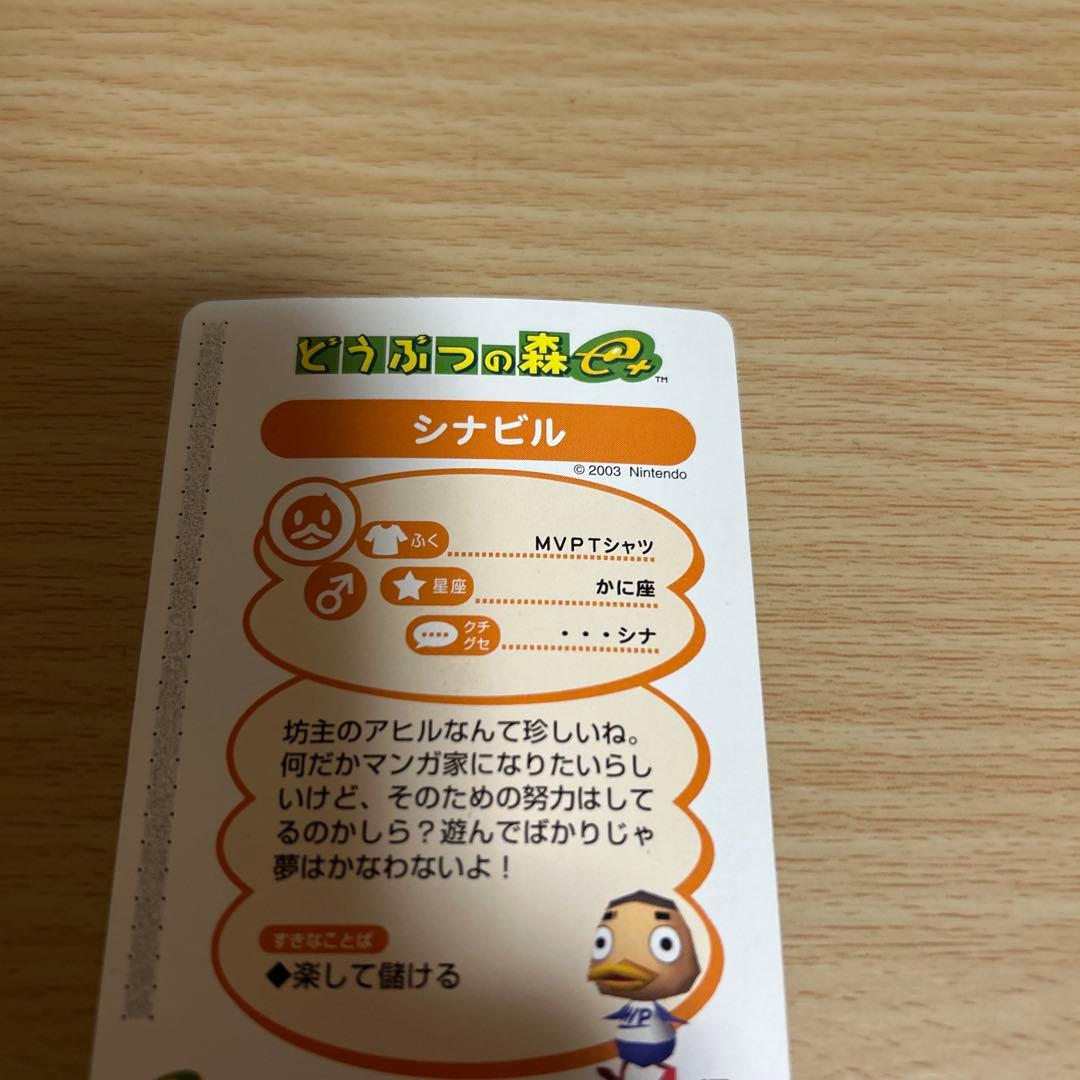 どうぶつの森e+™
シナビル
© 2003 Nintendo
ふく MVPTシャツ
星座 かに座
クチグセ ・・・シナ
坊主のアヒルなんて珍しいね。
何だかマンガ家になりたいらし
いけど、そのための努力はして
るのかしら？遊んでばかりじゃ
夢はかなわないよ！
すきなことば
◆楽して儲ける